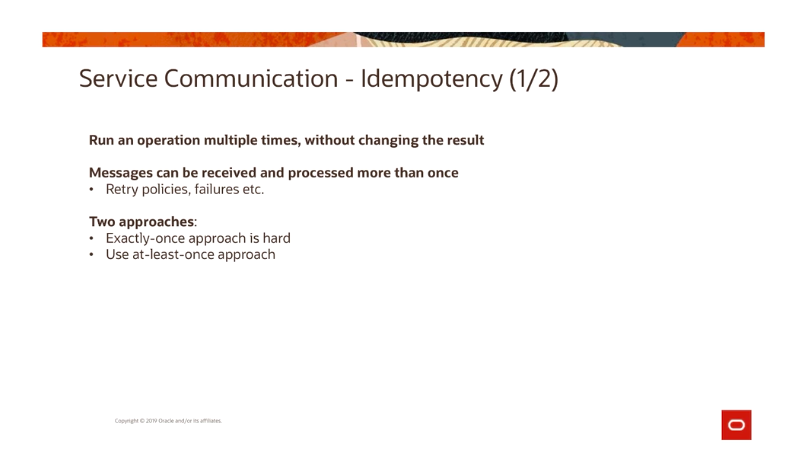 Service Communication - Idempotency (1/2)
Run an operation multiple times, without changing the result
Messages can be received and processed more than once
• Retry policies, failures etc.
Two approaches:
• Exactly-once approach is hard
• Use at-least-once approach
Copyright © 2019 Oracle and/or its affiliates.